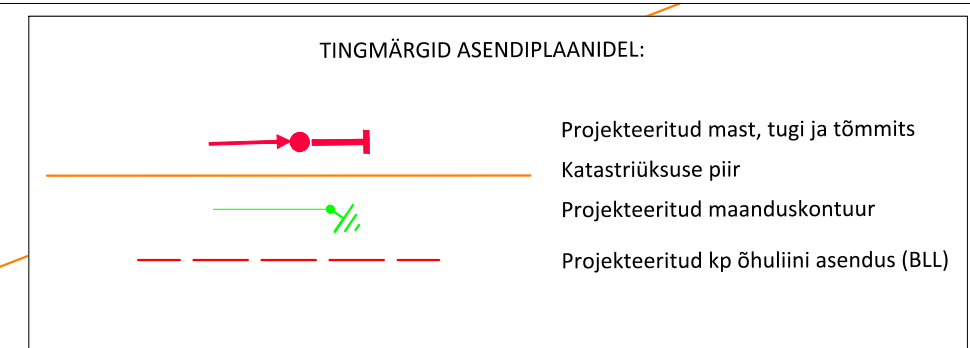 TINGMÄRGID ASENDIPLAANIDEL:
Projekteeritud mast, tugi ja tõmmits
Katastriüksuse piir
Projekteeritud maanduskontuur
Projekteeritud kp õhuliini asendus (BLL)